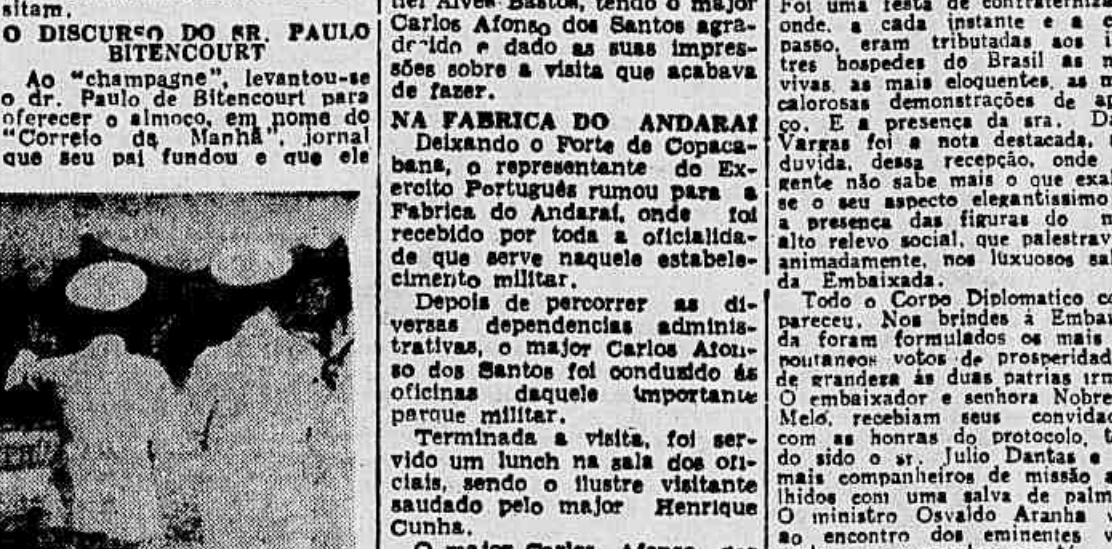 sitam.
O DISCURSO DO SR. PAULO
BITENCOURT
Ao "champagne", levantou-se
o dr. Paulo de Bitencourt para
oferecer o almoço, em nome do
"Correio da Manhã", jornal
que seu pai fundou e que ele
nel Alves Bastos, tendo o major
Carlos Afonso dos Santos agra-
decido e dado as suas impres-
sões sobre a visita que acabava
de fazer.
NA FABRICA DO ANDARAÍ
Deixando o Forte de Copaca-
bana, o representante do Ex-
ercito Português rumou para a
Fabrica do Andaraí, onde foi
recebido por toda a oficialida-
de que serve naquele estabele-
cimento militar.
Depois de percorrer as di-
versas dependencias adminis-
trativas, o major Carlos Afon-
so dos Santos foi conduzido ás
oficinas daquele importante
parque militar.
Terminada a visita, foi ser-
vido um lunch na sala dos ofi-
ciais, sendo o ilustre visitante
saudado pelo major Henrique
Cunha.
O major Carlos Afonso dos
Foi uma festa de contraterniza
onde, a cada instante e a c
passo, eram tributadas aos i
tres hospedes do Brasil as m
vivas, as mais eloquentes, as m
calorosas demonstrações de ap
ço. E a presença da sra. Da
Vargas foi a nota destacada,
duvida, dessa recepção, onde
gente não sabe mais o que exal
se o seu aspecto elegantissimo
a presença das figuras do m
alto relevo social, que palestrav
animadamente, nos luxuosos sal
da Embaixada.
Todo o Corpo Diplomatico co
pareceu. Nos brindes á Embai
da foram formulados os mais
pontaneos votos de prosperidad
de grandeza ás duas patrias irm
O embaixador e senhora Nobre
Melo, recebiam seus convida
com as honras do protocolo, t
do sido o sr. Julio Dantas e
mais companheiros de missão a
lhidos com uma salva de palm
O ministro Osvaldo Aranha v
ao encontro dos eminentes v